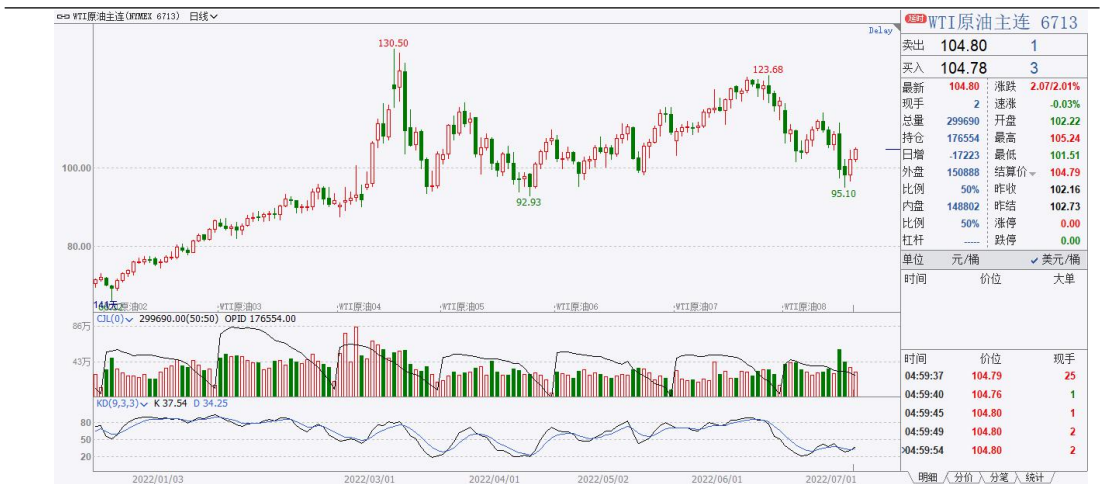 WTI原油主连(NYMEX 6713) 日线
Delay
130.50
123.68
100.00
92.93
95.10
80.00
144天
WTI原油03
WTI原油04
WTI原油05
WTI原油06
WTI原油07
WTI原油08
CJL(0) 299690.00(50:50) OPID 176554.00
86万
43万
KD(9,3,3) K 37.54 D 34.25
80
50
20
2022/01/03 2022/03/01 2022/04/01 2022/05/02 2022/06/01 2022/07/01
延时 WTI原油主连 6713
卖出 104.80 1
买入 104.78 3
最新 104.80 涨跌 2.07/2.01%
现手 2 速涨 -0.03%
总量 299690 开盘 102.22
持仓 176554 最高 105.24
日增 -17223 最低 101.51
外盘 150888 结算价 104.79
比例 50% 昨收 102.16
内盘 148802 昨结 102.73
比例 50% 涨停 0.00
杠杆 ----- 跌停 0.00
单位 元/桶 ✓美元/桶
时间 价位 大单
时间 价位 现手
04:59:37 104.79 25
04:59:40 104.76 1
04:59:45 104.80 1
04:59:49 104.80 2
04:59:54 104.80 2
明细 分价 分笔 统计